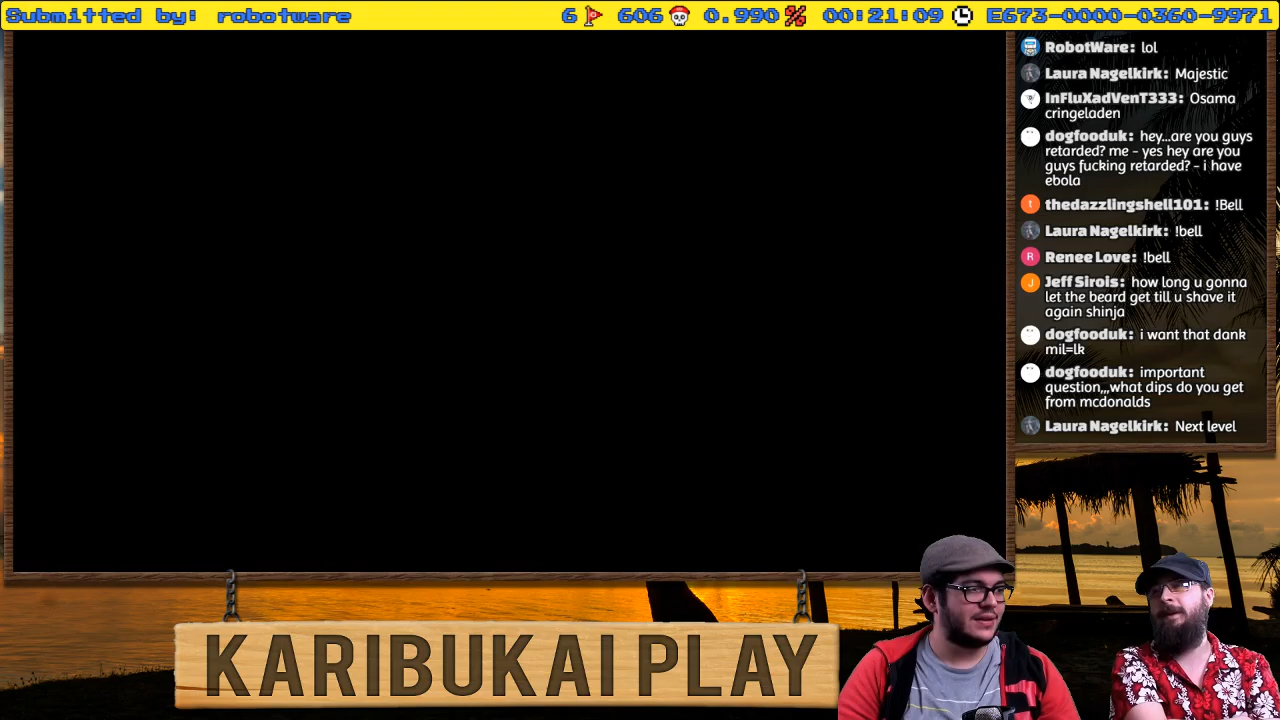 Submitted by: robotware 6 606 0.990 % 00:21:09 E673-0000-0360-9971
RobotWare: lol
Laura Nagelkirk: Majestic
InFluXadVenT333: Osama
cringeladen
dogfooduk: hey...are you guys
retarded? me - yes hey are you
guys fucking retarded? - i have
ebola
t thedazzlingshell101: !Bell
Laura Nagelkirk: !bell
R Renee Love: !bell
J Jeff Sirois: how long u gonna
let the beard get till u shave it
again shinja
dogfooduk: i want that dank
mil=lk
dogfooduk: important
question,,,what dips do you get
from mcdonalds
Laura Nagelkirk: Next level
KARIBUKAI PLAY